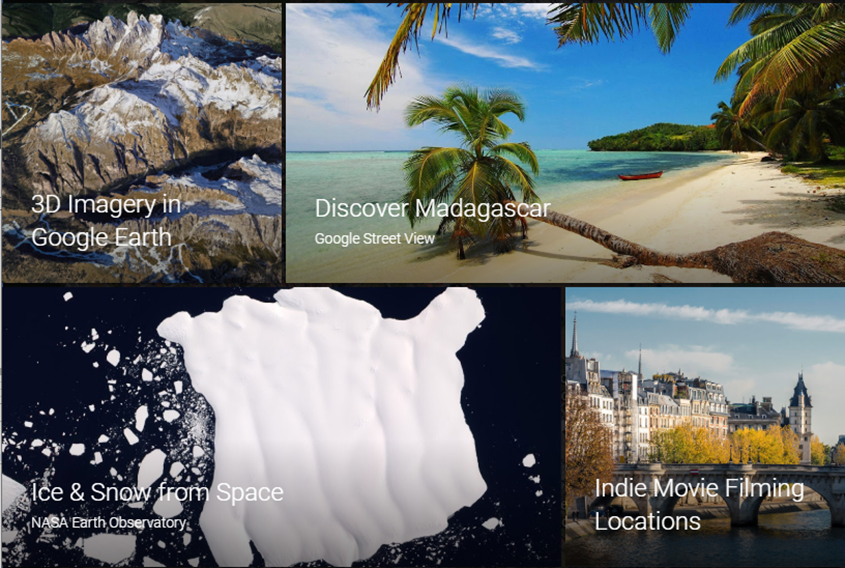 3D Imagery in
Google Earth
Discover Madagascar
Google Street View
Ice & Snow from Space
NASA Earth Observatory
Indie Movie Filming
Locations